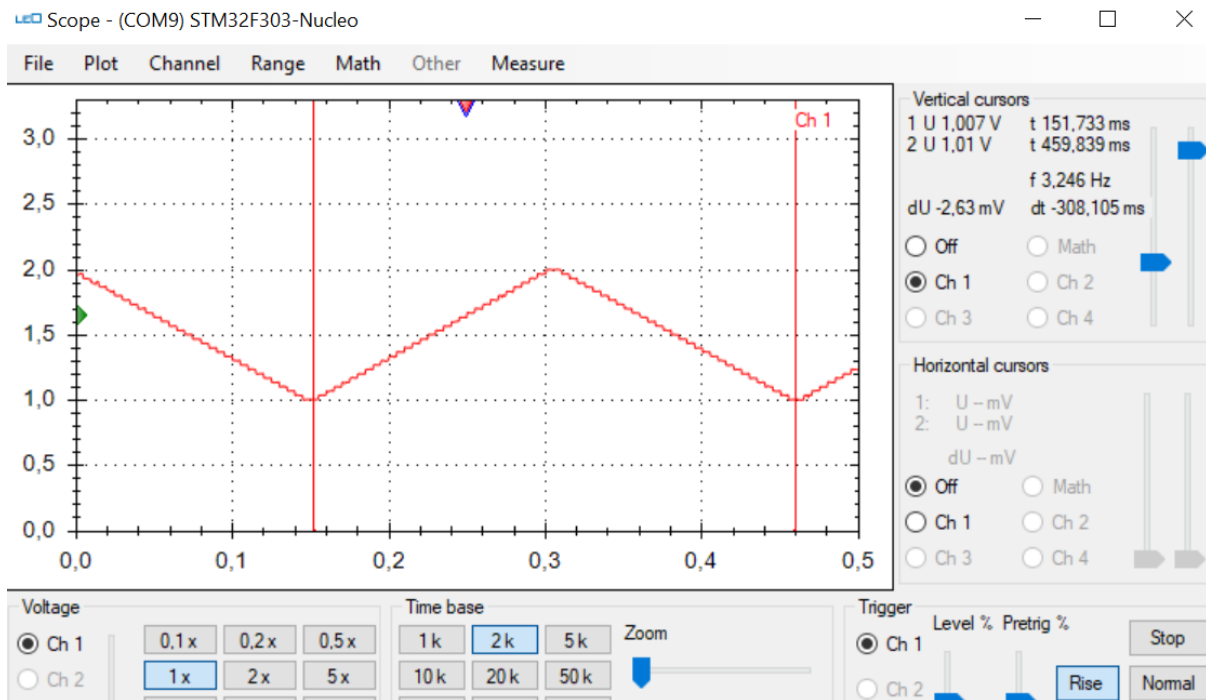 LEO Scope - (COM9) STM32F303-Nucleo
File Plot Channel Range Math Other Measure
Ch 1
3,0
2,5
2,0
1,5
1,0
0,5
0,0
0,0 0,1 0,2 0,3 0,4 0,5
Vertical cursors
1 U 1,007 V t 151,733 ms
2 U 1,01 V t 459,839 ms
f 3,246 Hz
dU -2,63 mV dt -308,105 ms
Off Math
Ch 1 Ch 2
Ch 3 Ch 4
Horizontal cursors
1: U -- mV
2: U -- mV
dU -- mV
Off Math
Ch 1 Ch 2
Ch 3 Ch 4
Voltage
Ch 1 0,1 x 0,2 x 0,5 x
Ch 2 1 x 2 x 5 x
Time base
1 k 2 k 5 k Zoom
10 k 20 k 50 k
Trigger
Level % Pretrig %
Ch 1 Stop
Ch 2 Rise Normal